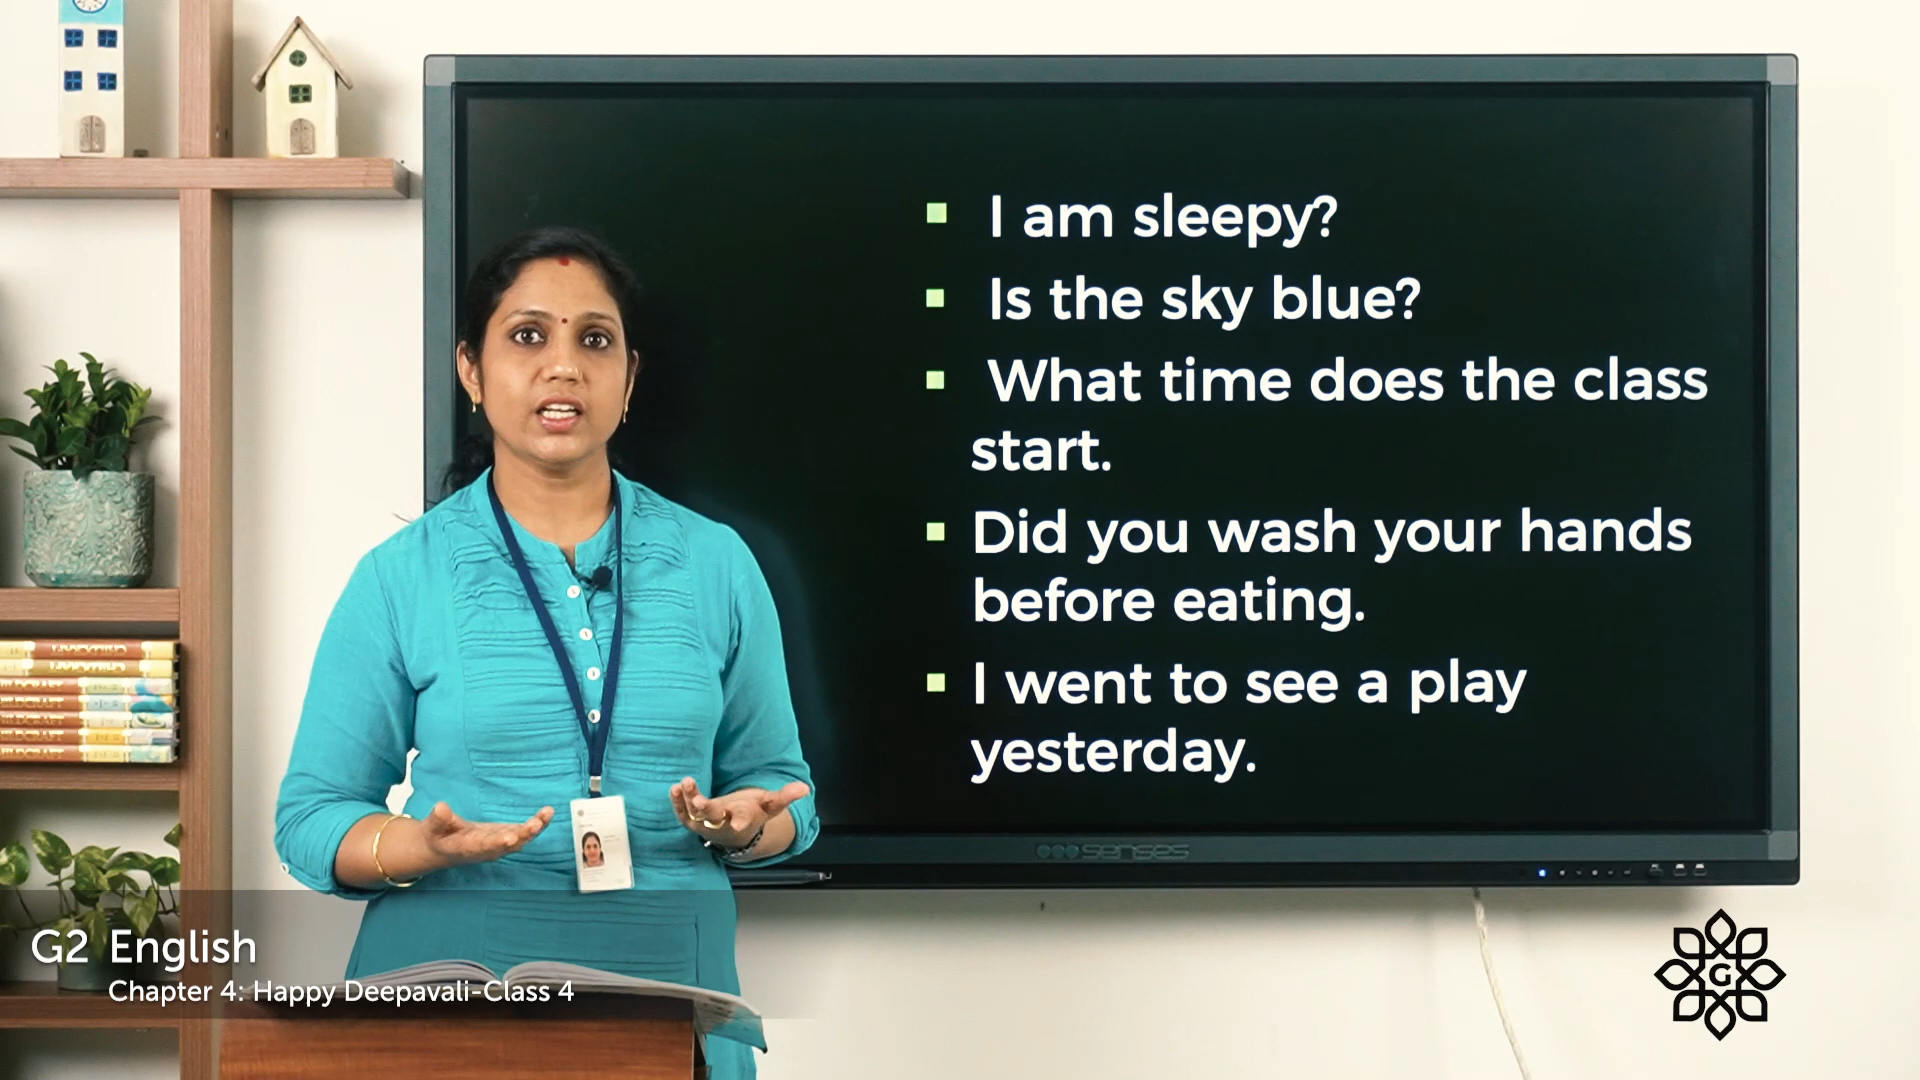 I am sleepy?
Is the sky blue?
What time does the class
start.
Did you wash your hands
before eating.
I went to see a play
yesterday.
senses
G2 English
Chapter 4: Happy Deepavali-Class 4
G